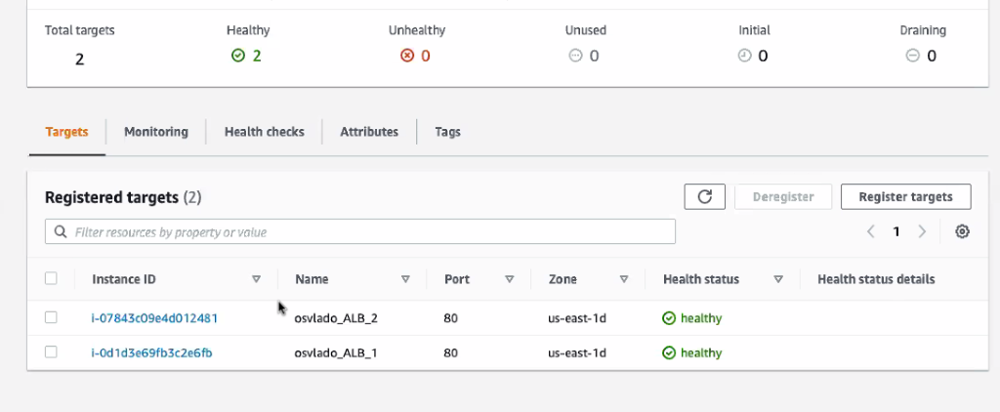 Total targets Healthy Unhealthy Unused Initial Draining
2 2 0 0 0 0
Targets Monitoring Health checks Attributes Tags
Registered targets (2) Deregister Register targets
Filter resources by property or value 1
Instance ID Name Port Zone Health status Health status details
i-07843c09e4d012481 osvlado_ALB_2 80 us-east-1d healthy
i-0d1d3e69fb3c2e6fb osvlado_ALB_1 80 us-east-1d healthy